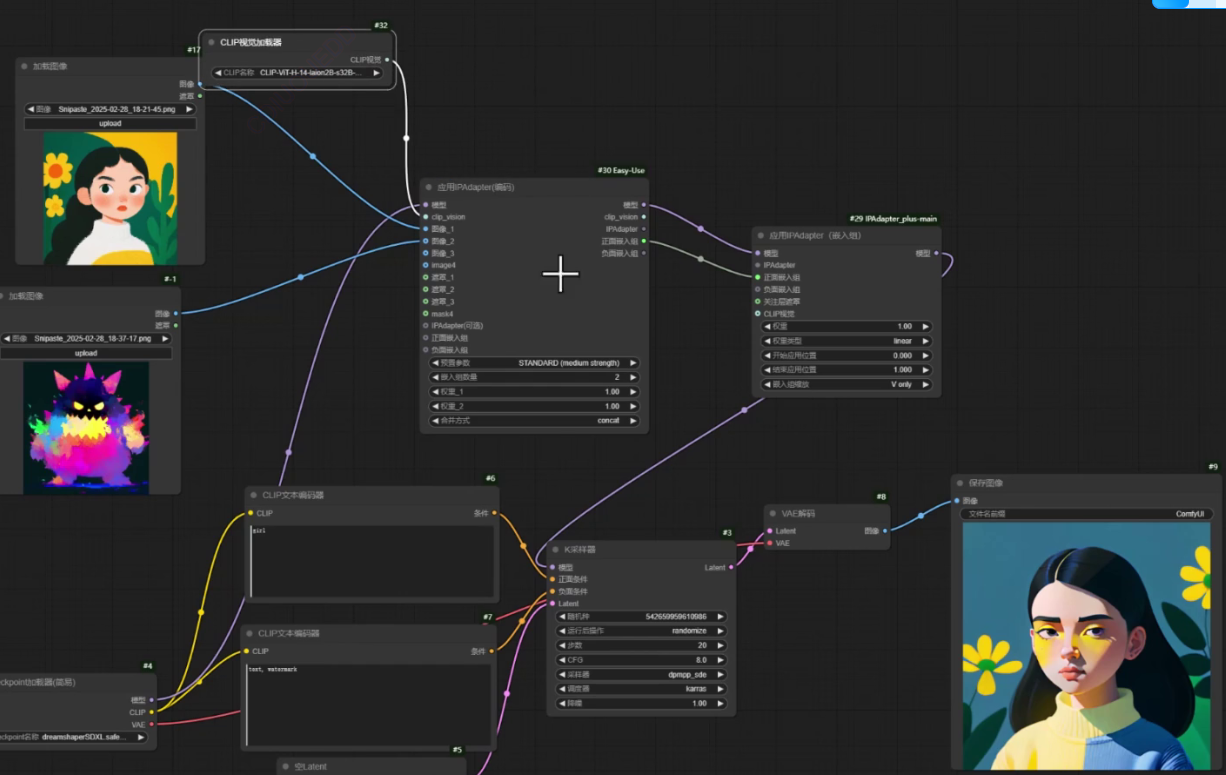 #32
CLIP视觉加载器
CLIP视觉
CLIP名称 CLIP-ViT-H-14-laion2B-s32B-...
#17
加载图像
图像
遮罩
图像 Snipaste_2025-02-28_18-21-45.png
upload
#-1
加载图像
图像
遮罩
图像 Snipaste_2025-02-28_18-37-17.png
upload
#30 Easy-Use
应用IPAdapter(编码)
模型 模型
clip_vision clip_vision
图像_1 IPAdapter
图像_2 正面嵌入组
图像_3 负面嵌入组
image4
遮罩_1
遮罩_2
遮罩_3
mask4
IPAdapter(可选)
正面嵌入组
负面嵌入组
预置参数 STANDARD (medium strength)
嵌入组数量 2
权重_1 1.00
权重_2 1.00
合并方式 concat
#29 IPAdapter_plus-main
应用IPAdapter（嵌入组）
模型 模型
IPAdapter
正面嵌入组
负面嵌入组
关注层遮罩
CLIP视觉
权重 1.00
权重类型 linear
开始应用位置 0.000
结束应用位置 1.000
嵌入组缩放 V only
#6
CLIP文本编码器
CLIP 条件
girl
#7
CLIP文本编码器
CLIP 条件
text, watermark
#4
ckpoint加载器(简易)
模型
CLIP
VAE
ckpoint名称 dreamshaperSDXL.safe...
#5
空Latent
#3
K采样器
模型 Latent
正面条件
负面条件
Latent
随机种 542659959610986
运行后操作 randomize
步数 20
CFG 8.0
采样器 dpmpp_sde
调度器 karras
降噪 1.00
#8
VAE解码
Latent 图像
VAE
#9
保存图像
图像
文件名前缀 ComfyUI